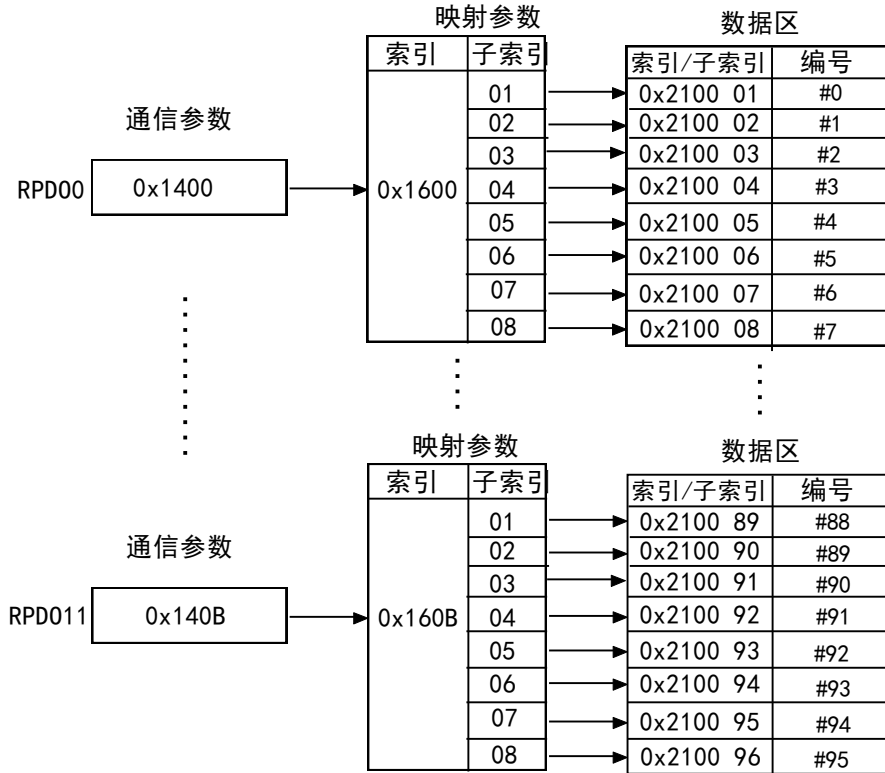 映射参数
数据区
索引 子索引
索引/子索引 编号
01 0x2100 01 #0
02 0x2100 02 #1
03 0x2100 03 #2
04 0x2100 04 #3
05 0x2100 05 #4
06 0x2100 06 #5
07 0x2100 07 #6
08 0x2100 08 #7
通信参数
RPDO0 0x1400 0x1600
映射参数
数据区
索引 子索引
索引/子索引 编号
01 0x2100 89 #88
02 0x2100 90 #89
03 0x2100 91 #90
04 0x2100 92 #91
05 0x2100 93 #92
06 0x2100 94 #93
07 0x2100 95 #94
08 0x2100 96 #95
通信参数
RPDO11 0x140B 0x160B